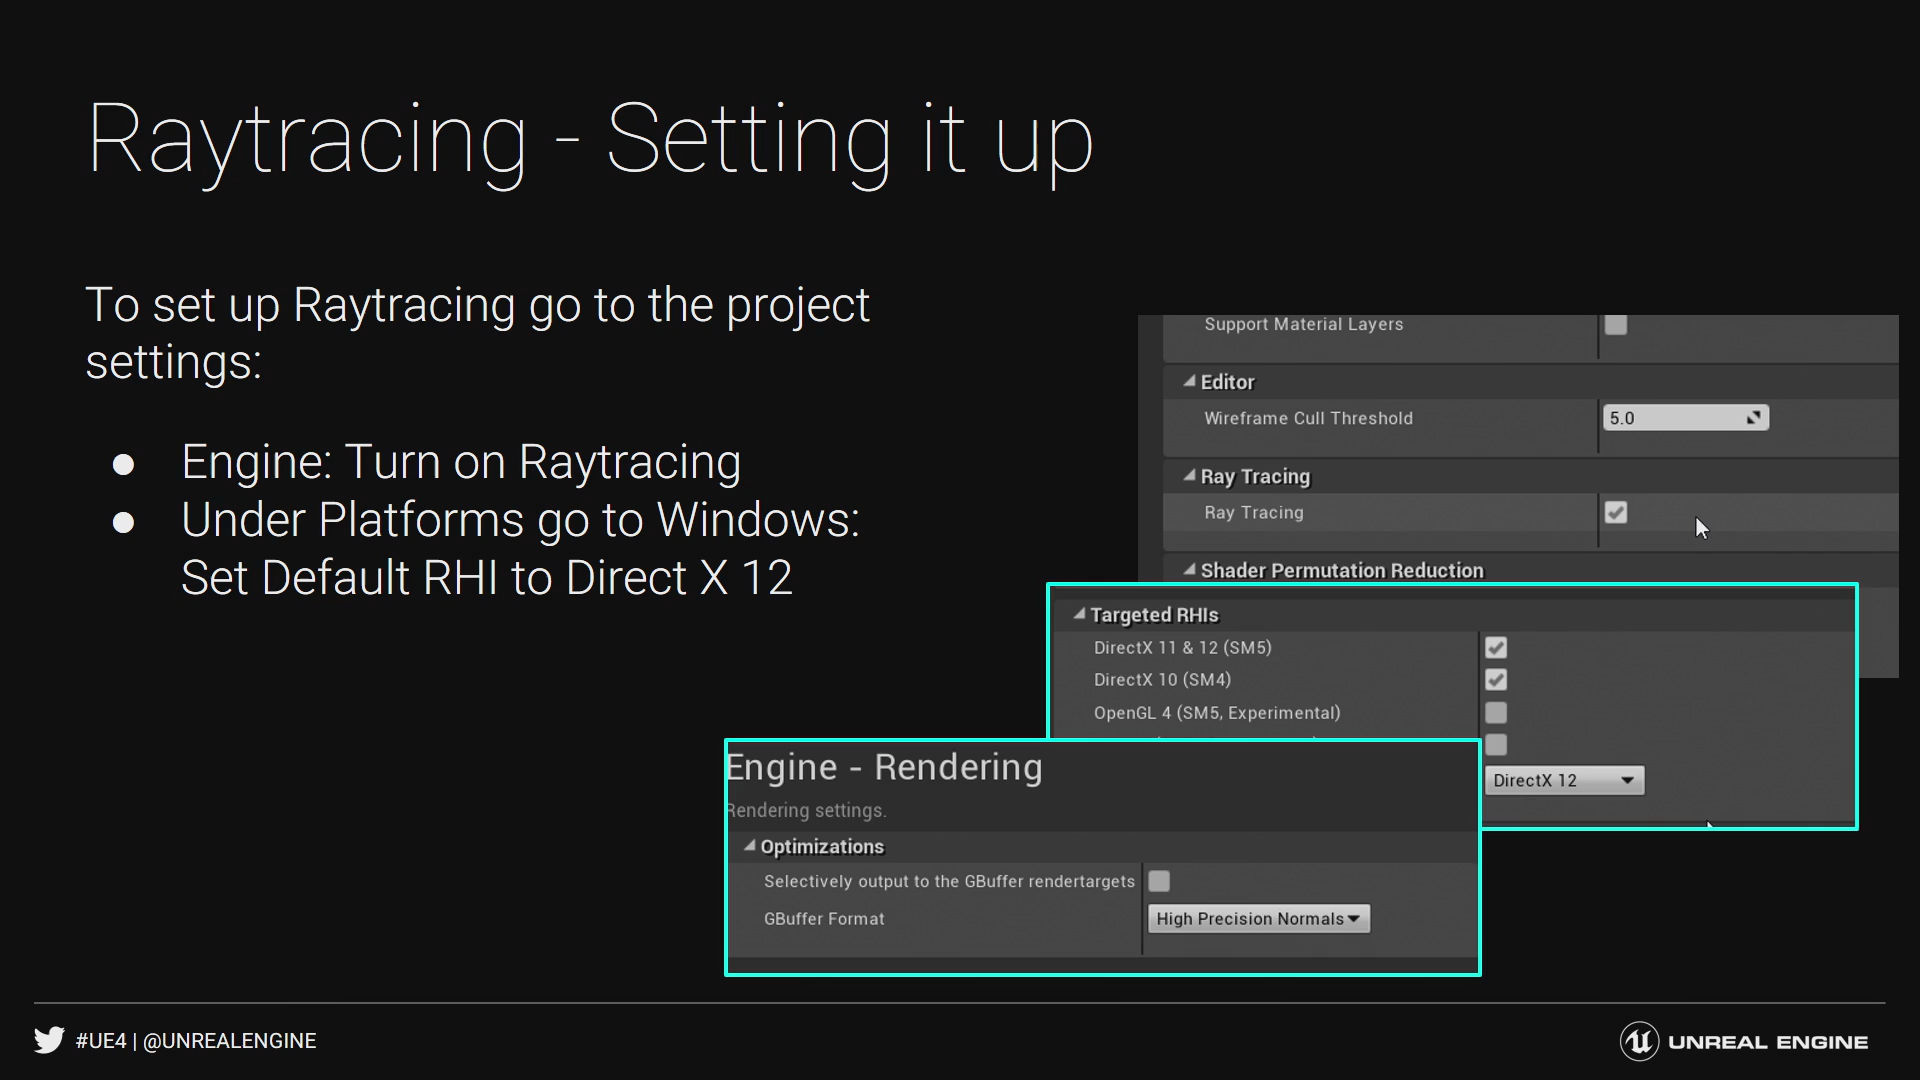 Raytracing - Setting it up
To set up Raytracing go to the project
settings:
● Engine: Turn on Raytracing
● Under Platforms go to Windows:
Set Default RHI to Direct X 12
Support Material Layers
Editor
Wireframe Cull Threshold 5.0
Ray Tracing
Ray Tracing
Shader Permutation Reduction
Targeted RHIs
DirectX 11 & 12 (SM5)
DirectX 10 (SM4)
OpenGL 4 (SM5, Experimental)
DirectX 12
Engine - Rendering
Rendering settings.
Optimizations
Selectively output to the GBuffer rendertargets
GBuffer Format High Precision Normals
#UE4 | @UNREALENGINE
UNREAL ENGINE